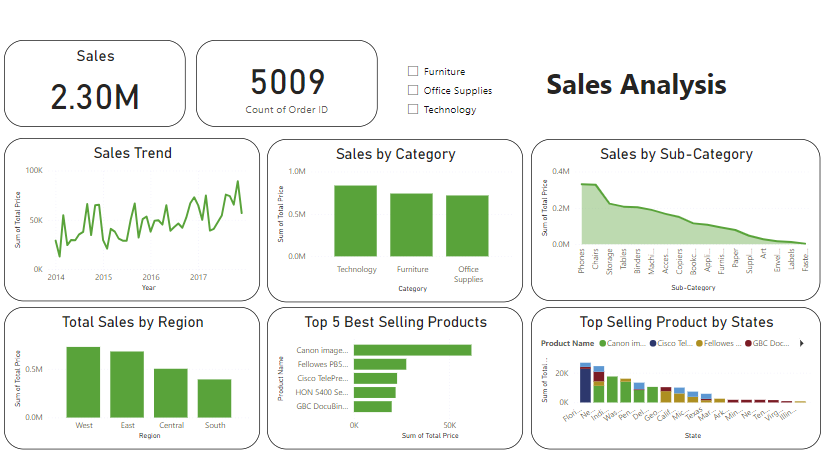 Sales
2.30M
5009
Count of Order ID
Furniture
Office Supplies
Technology
Sales Analysis
Sales Trend
Sum of Total Price
100K
50K
0K
2014 2015 2016 2017
Year
Sales by Category
Sum of Total Price
1.0M
0.5M
0.0M
Technology Furniture Office Supplies
Category
Sales by Sub-Category
Sum of Total Price
0.4M
0.2M
0.0M
Phones Chairs Storage Tables Binders Machi... Acces... Copiers Bookc... Appli... Furnis... Paper Suppl... Art Envel... Labels Faste...
Sub-Category
Total Sales by Region
Sum of Total Price
0.5M
0.0M
West East Central South
Region
Top 5 Best Selling Products
Product Name
Canon image...
Fellowes PB5...
Cisco TelePre...
HON 5400 Se...
GBC DocuBin...
0K 50K
Sum of Total Price
Top Selling Product by States
Product Name Canon im... Cisco Tel... Fellowes ... GBC Doc...
Sum of Total ...
20K
0K
Flori... Ne... Indi... Was... Pen... Del... Geo... Calif... Mic... Texas Mar... Ark... Min... Ne... Ten... Virg... Illin...
State